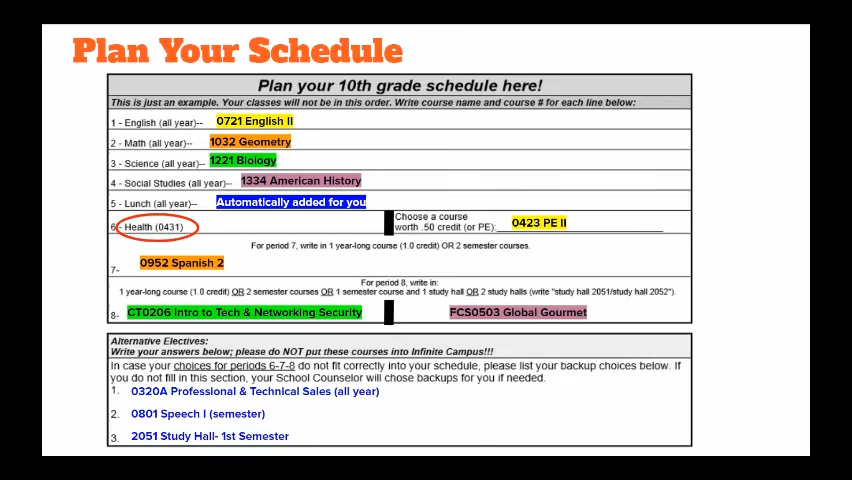 Plan Your Schedule
Plan your 10th grade schedule here!
This is just an example. Your classes will not be in this order. Write course name and course # for each line below:
1 - English (all year)-- 0721 English II
2 - Math (all year)-- 1032 Geometry
3 - Science (all year)-- 1221 Biology
4 - Social Studies (all year)-- 1334 American History
5 - Lunch (all year)-- Automatically added for you
6 - Health (0431) Choose a course
worth .50 credit (or PE): 0423 PE II
For period 7, write in 1 year-long course (1.0 credit) OR 2 semester courses.
7- 0952 Spanish 2
For period 8, write in:
1 year-long course (1.0 credit) OR 2 semester courses OR 1 semester course and 1 study hall OR 2 study halls (write "study hall 2051/study hall 2052").
8- CT0206 Intro to Tech & Networking Security FCS0503 Global Gourmet
Alternative Electives:
Write your answers below; please do NOT put these courses into Infinite Campus!!!
In case your choices for periods 6-7-8 do not fit correctly into your schedule, please list your backup choices below. If
you do not fill in this section, your School Counselor will chose backups for you if needed.
1. 0320A Professional & Technical Sales (all year)
2. 0801 Speech I (semester)
3. 2051 Study Hall- 1st Semester